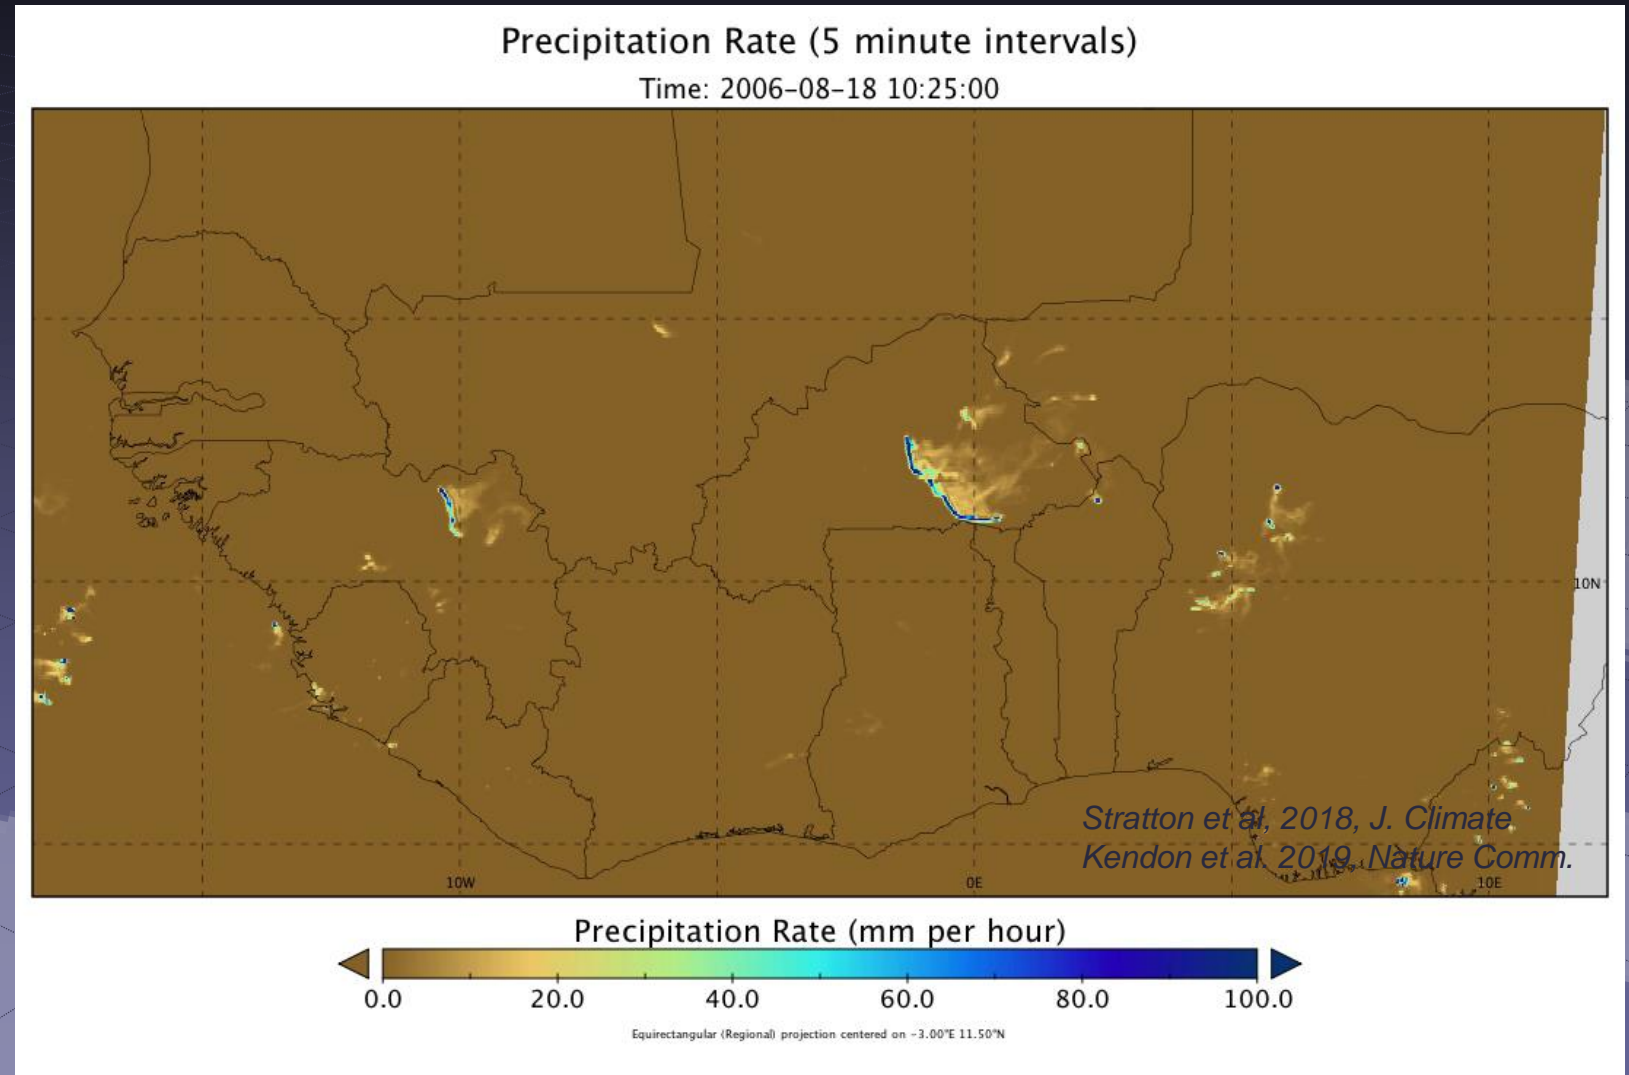 Precipitation Rate (5 minute intervals)
Time: 2006-08-18 10:25:00
10N
Stratton et al, 2018, J. Climate
Kendon et al. 2019, Nature Comm.
10W 0E 10E
Precipitation Rate (mm per hour)
0.0 20.0 40.0 60.0 80.0 100.0
Equirectangular (Regional) projection centered on -3.00°E 11.50°N